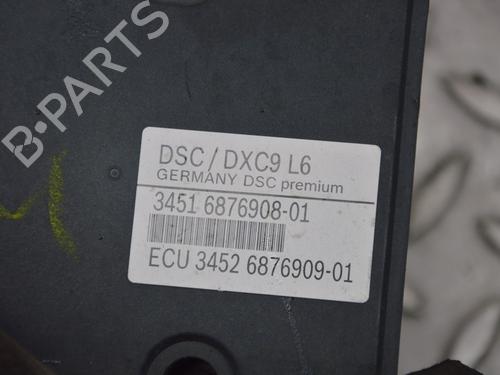 B-PARTS
DSC / DXC9 L6
GERMANY DSC premium
3451 6876908-01
ECU 3452 6876909-01